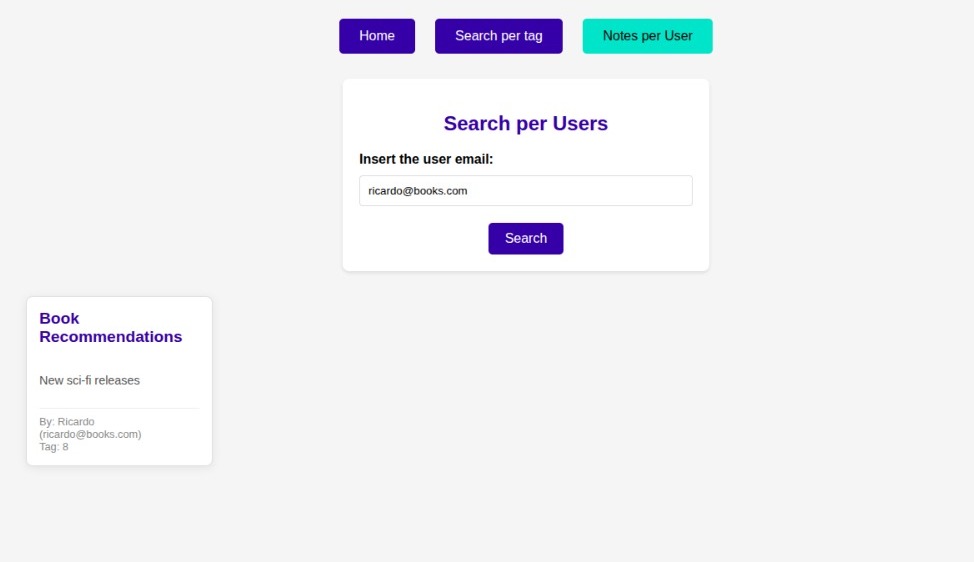 Home
Search per tag
Notes per User
Search per Users
Insert the user email:
ricardo@books.com
Search
Book
Recommendations
New sci-fi releases
By: Ricardo
(ricardo@books.com)
Tag: 8